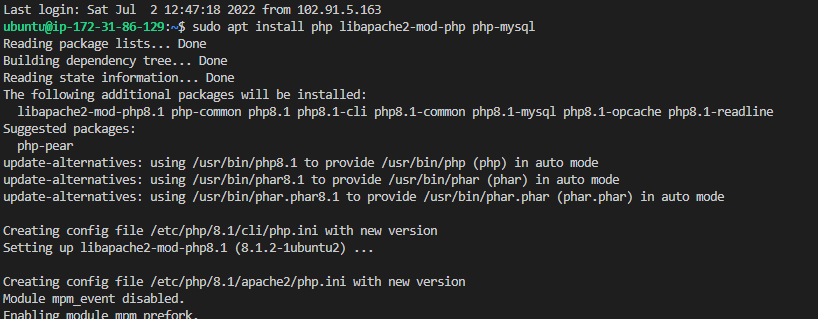 Last login: Sat Jul  2 12:47:18 2022 from 102.91.5.163
ubuntu@ip-172-31-86-129:~$ sudo apt install php libapache2-mod-php php-mysql
Reading package lists... Done
Building dependency tree... Done
Reading state information... Done
The following additional packages will be installed:
  libapache2-mod-php8.1 php-common php8.1 php8.1-cli php8.1-common php8.1-mysql php8.1-opcache php8.1-readline
Suggested packages:
  php-pear
update-alternatives: using /usr/bin/php8.1 to provide /usr/bin/php (php) in auto mode
update-alternatives: using /usr/bin/phar8.1 to provide /usr/bin/phar (phar) in auto mode
update-alternatives: using /usr/bin/phar.phar8.1 to provide /usr/bin/phar.phar (phar.phar) in auto mode

Creating config file /etc/php/8.1/cli/php.ini with new version
Setting up libapache2-mod-php8.1 (8.1.2-1ubuntu2) ...

Creating config file /etc/php/8.1/apache2/php.ini with new version
Module mpm_event disabled.
Enabling module mpm_prefork.